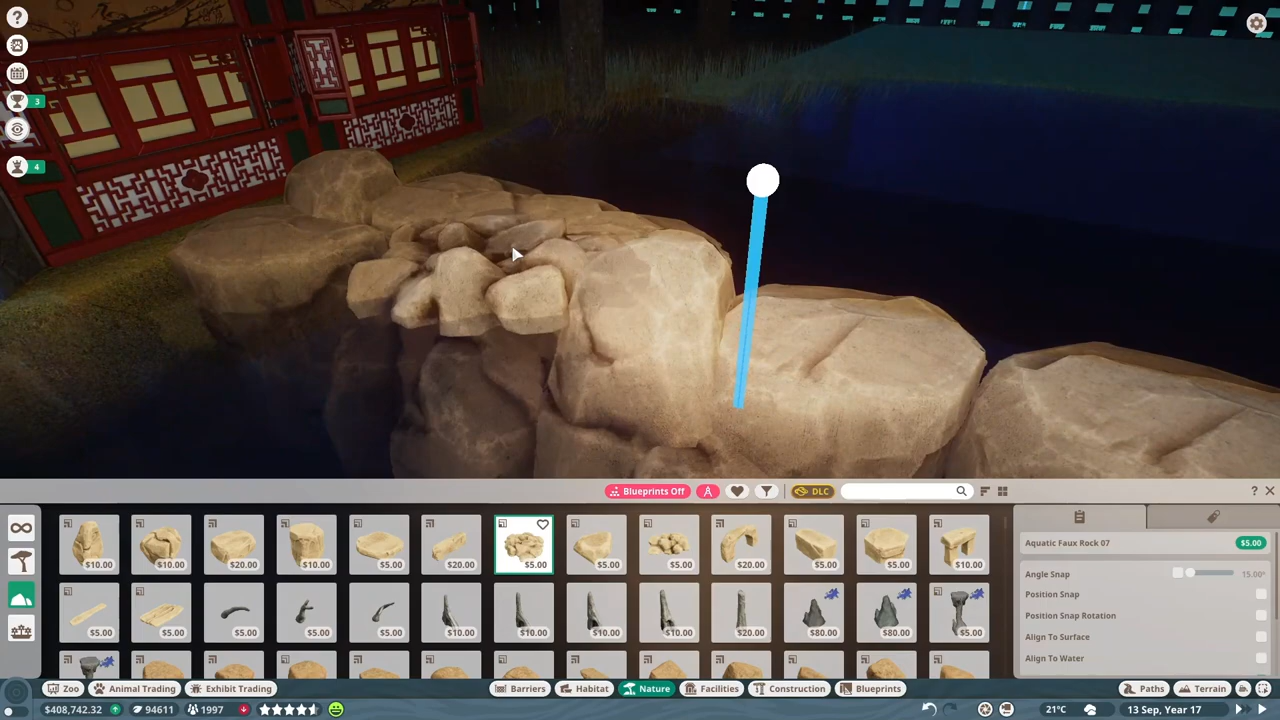 ?
3
4
Blueprints Off
DLC
? ×
$10.00 $10.00 $20.00 $10.00 $5.00 $20.00 $5.00 $5.00 $5.00 $20.00 $5.00 $5.00 $10.00
$5.00 $5.00 $5.00 $5.00 $5.00 $10.00 $10.00 $10.00 $10.00 $20.00 $80.00 $80.00 $5.00
Aquatic Faux Rock 07 $5.00
Angle Snap 15.00°
Position Snap
Position Snap Rotation
Align To Surface
Align To Water
Zoo Animal Trading Exhibit Trading Barriers Habitat Nature Facilities Construction Blueprints Paths Terrain
$408,742.32 94611 1997 21°C 13 Sep, Year 17